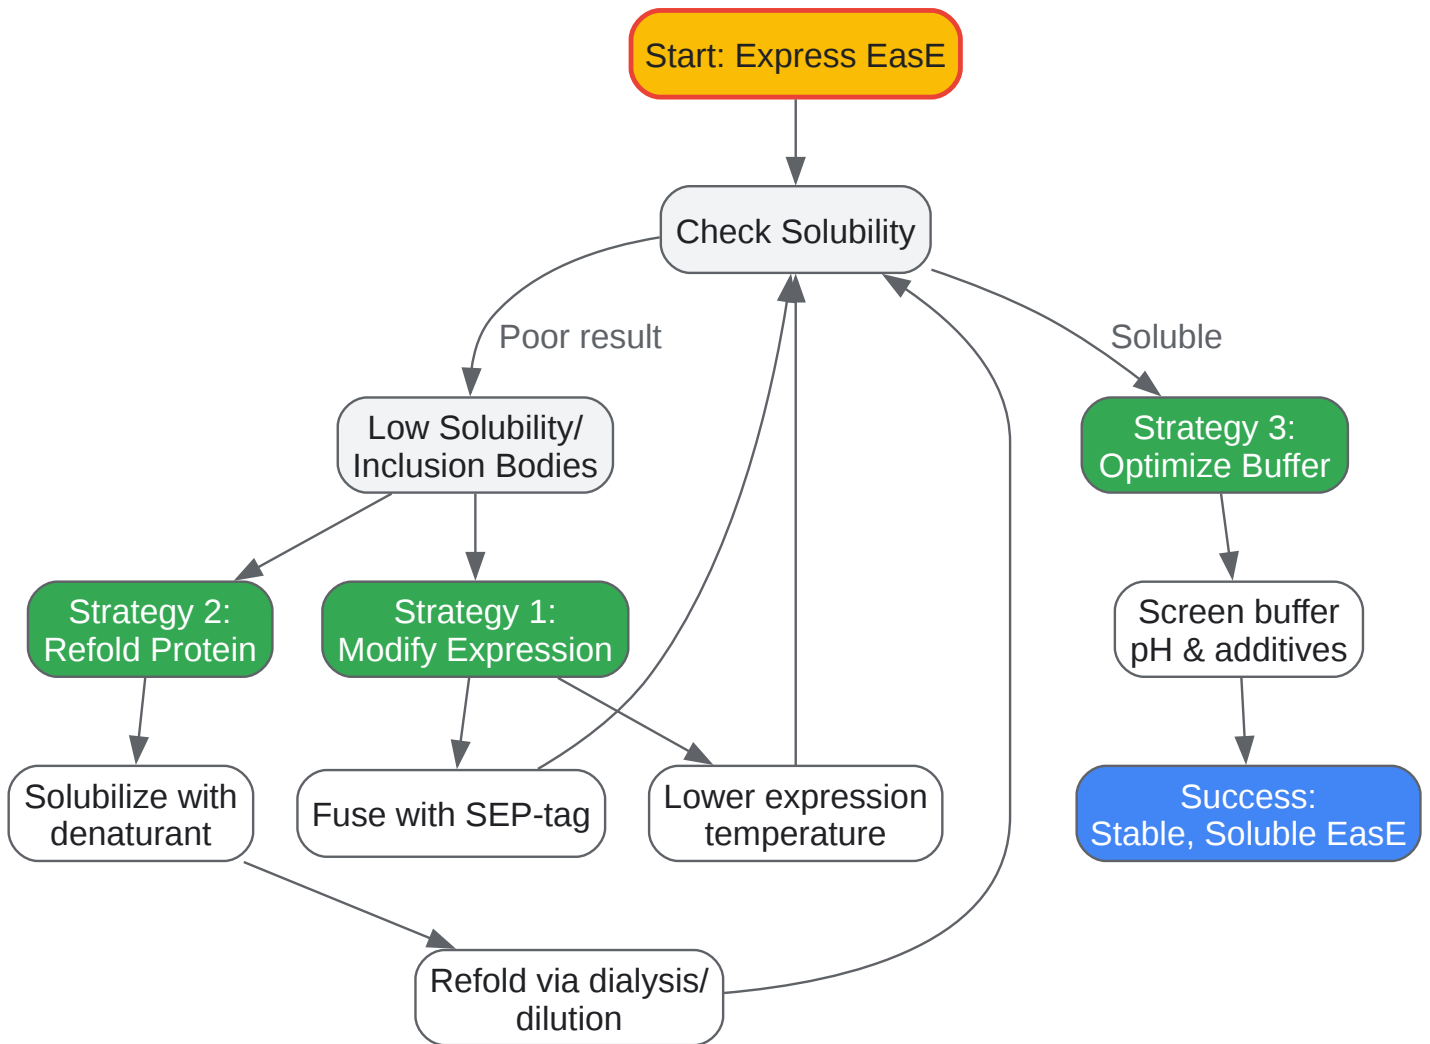 Start: Express EasE
Check Solubility
Poor result
Soluble
Low Solubility/
Inclusion Bodies
Strategy 3:
Optimize Buffer
Strategy 2:
Refold Protein
Strategy 1:
Modify Expression
Screen buffer
pH & additives
Solubilize with
denaturant
Fuse with SEP-tag
Lower expression
temperature
Success:
Stable, Soluble EasE
Refold via dialysis/
dilution